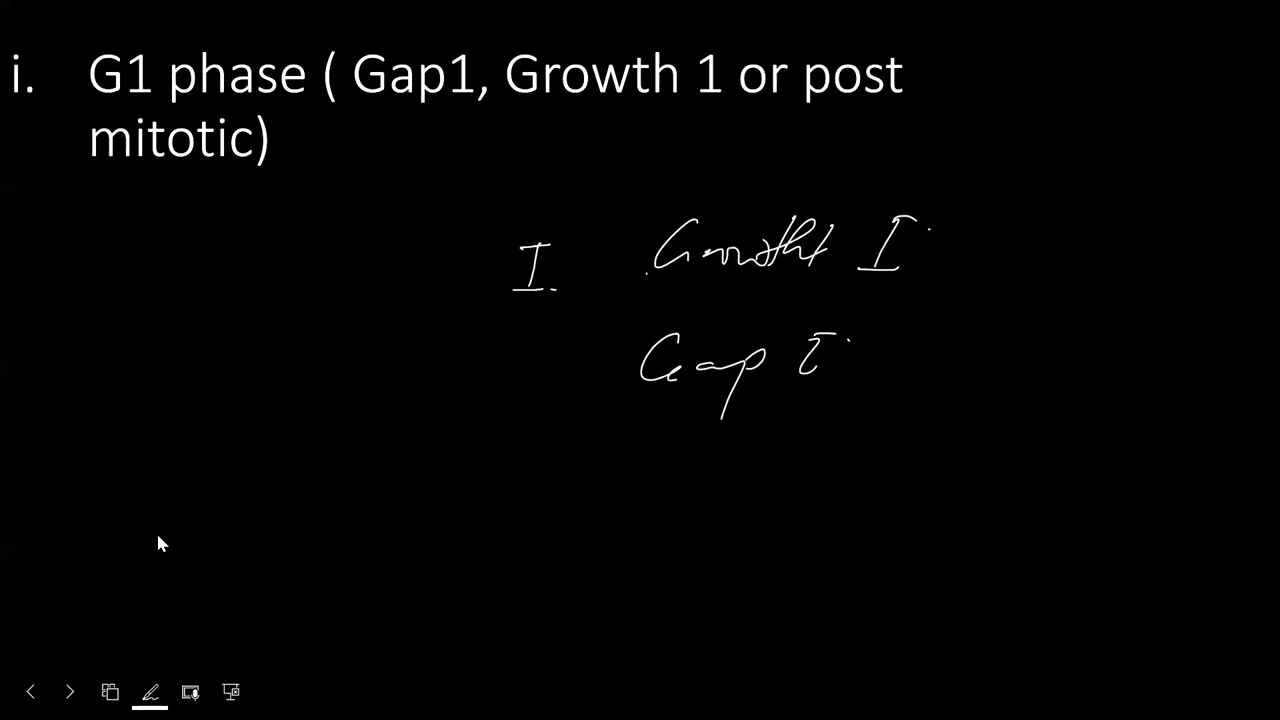 i. G1 phase ( Gap1, Growth 1 or post
mitotic)
I. Growth I.
Gap I.